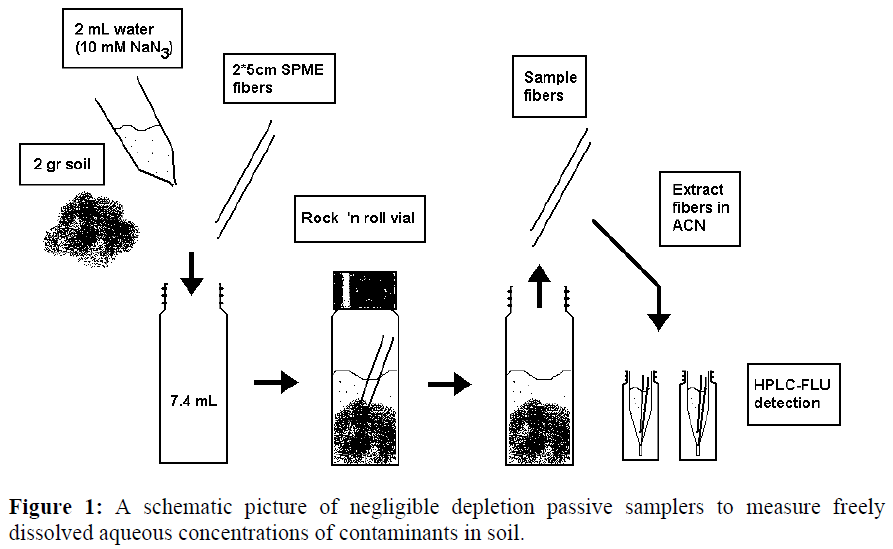 2 mL water
(10 mM NaN3)
2*5cm SPME
fibers
2 gr soil
Rock 'n roll vial
7.4 mL
Sample
fibers
Extract
fibers in
ACN
HPLC-FLU
detection
Figure 1: A schematic picture of negligible depletion passive samplers to measure freely
dissolved aqueous concentrations of contaminants in soil.